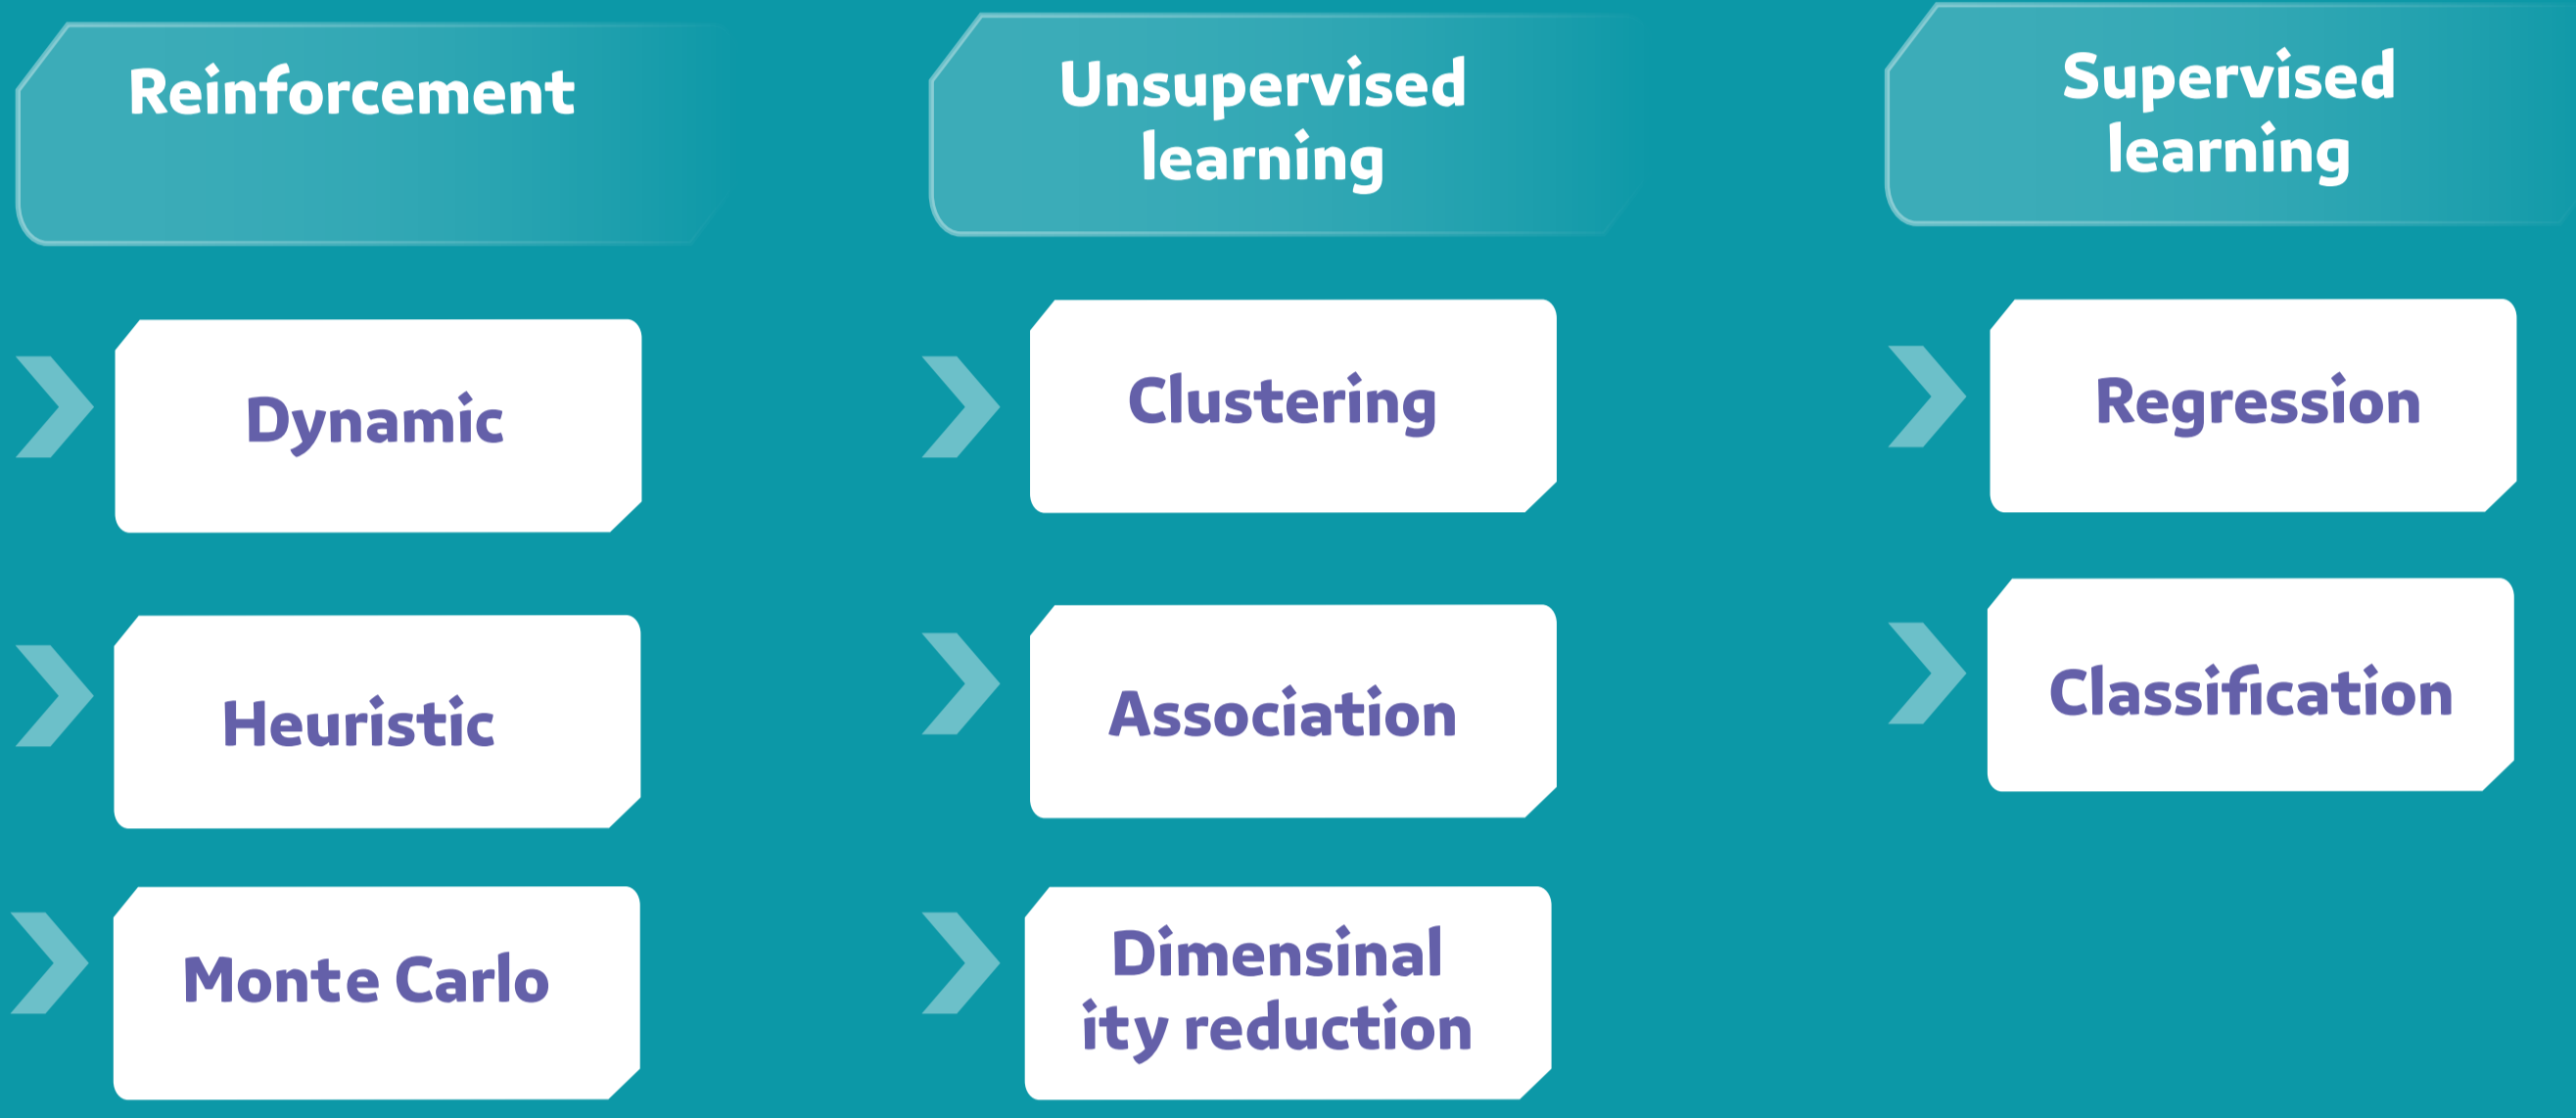 Reinforcement
Dynamic
Heuristic
Monte Carlo
Unsupervised
learning
Clustering
Association
Dimensinal
ity reduction
Supervised
learning
Regression
Classification